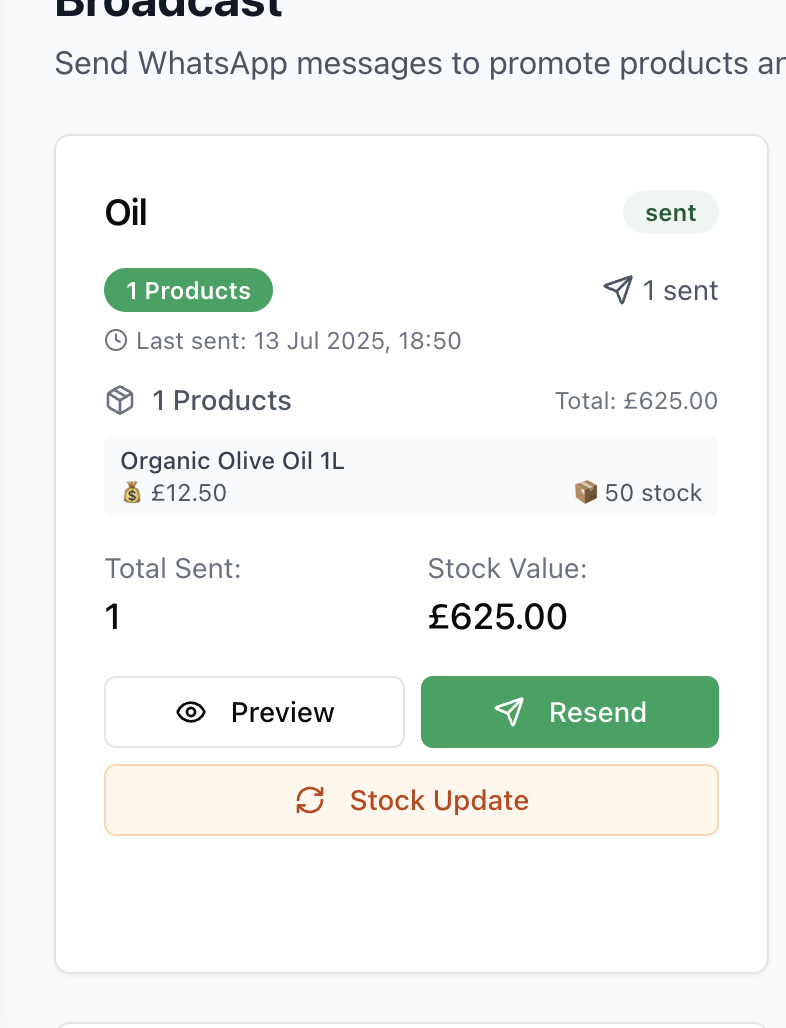 Broadcast
Send WhatsApp messages to promote products
Oil
sent
1 Products
1 sent
Last sent: 13 Jul 2025, 18:50
1 Products
Total: £625.00
Organic Olive Oil 1L
£12.50
50 stock
Total Sent:
Stock Value:
1
£625.00
Preview
Resend
Stock Update